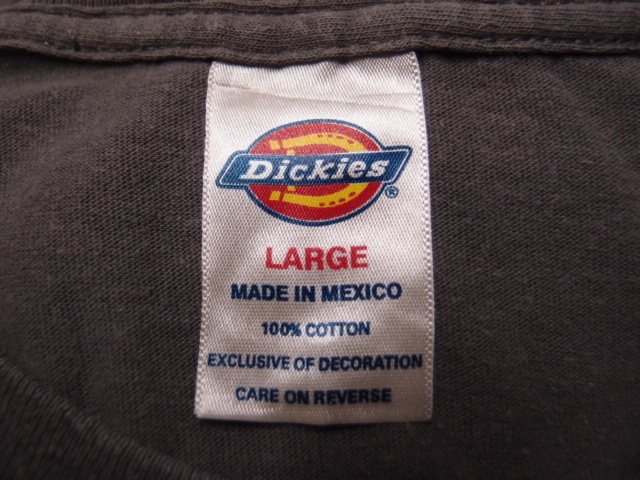 Dickies®
LARGE
MADE IN MEXICO
100% COTTON
EXCLUSIVE OF DECORATION
CARE ON REVERSE